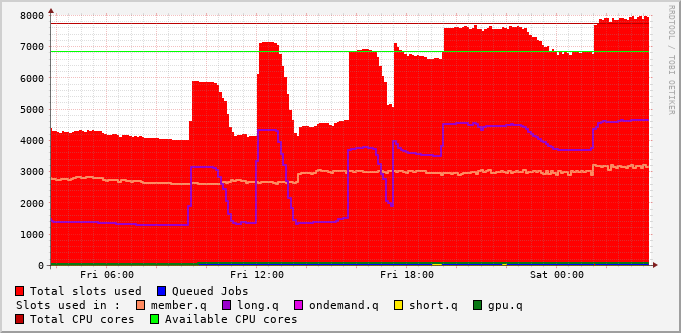 8000
7000
6000
5000
4000
3000
2000
1000
0
Fri 06:00 Fri 12:00 Fri 18:00 Sat 00:00
Total slots used Queued Jobs
Slots used in : member.q long.q ondemand.q short.q gpu.q
Total CPU cores Available CPU cores
RRDTOOL / TOBI OETIKER